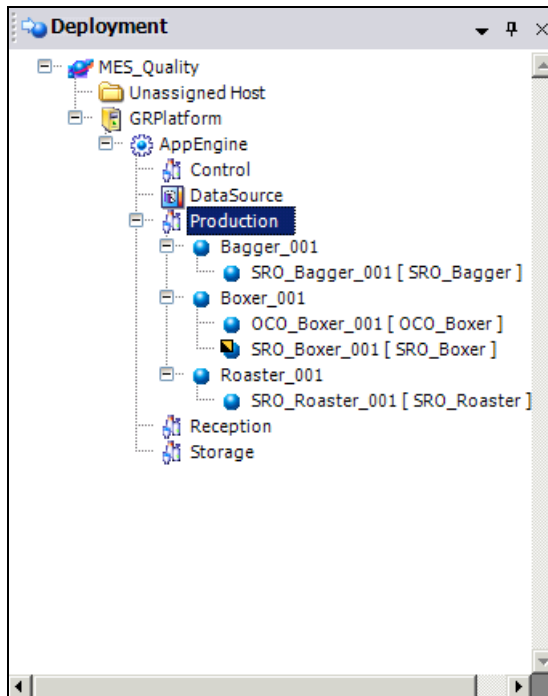 Deployment
MES_Quality
Unassigned Host
GRPlatform
AppEngine
Control
DataSource
Production
Bagger_001
SRO_Bagger_001 [ SRO_Bagger ]
Boxer_001
OCO_Boxer_001 [ OCO_Boxer ]
SRO_Boxer_001 [ SRO_Boxer ]
Roaster_001
SRO_Roaster_001 [ SRO_Roaster ]
Reception
Storage